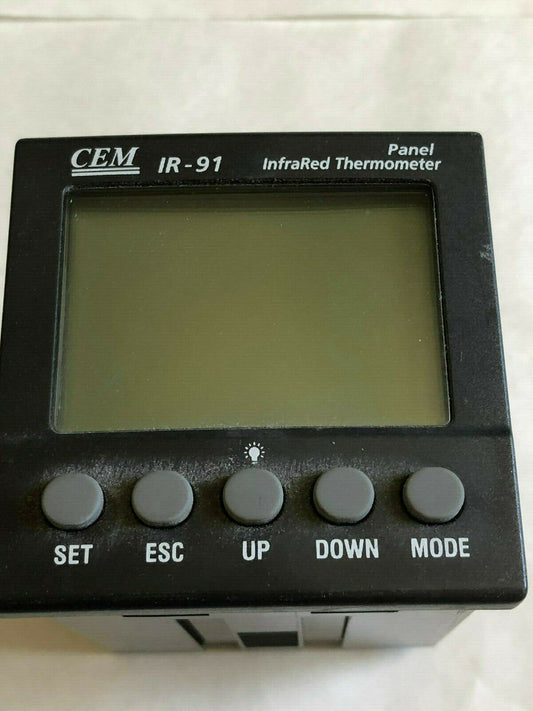 CEM IR-91 Panel
InfraRed Thermometer
SET ESC UP DOWN MODE